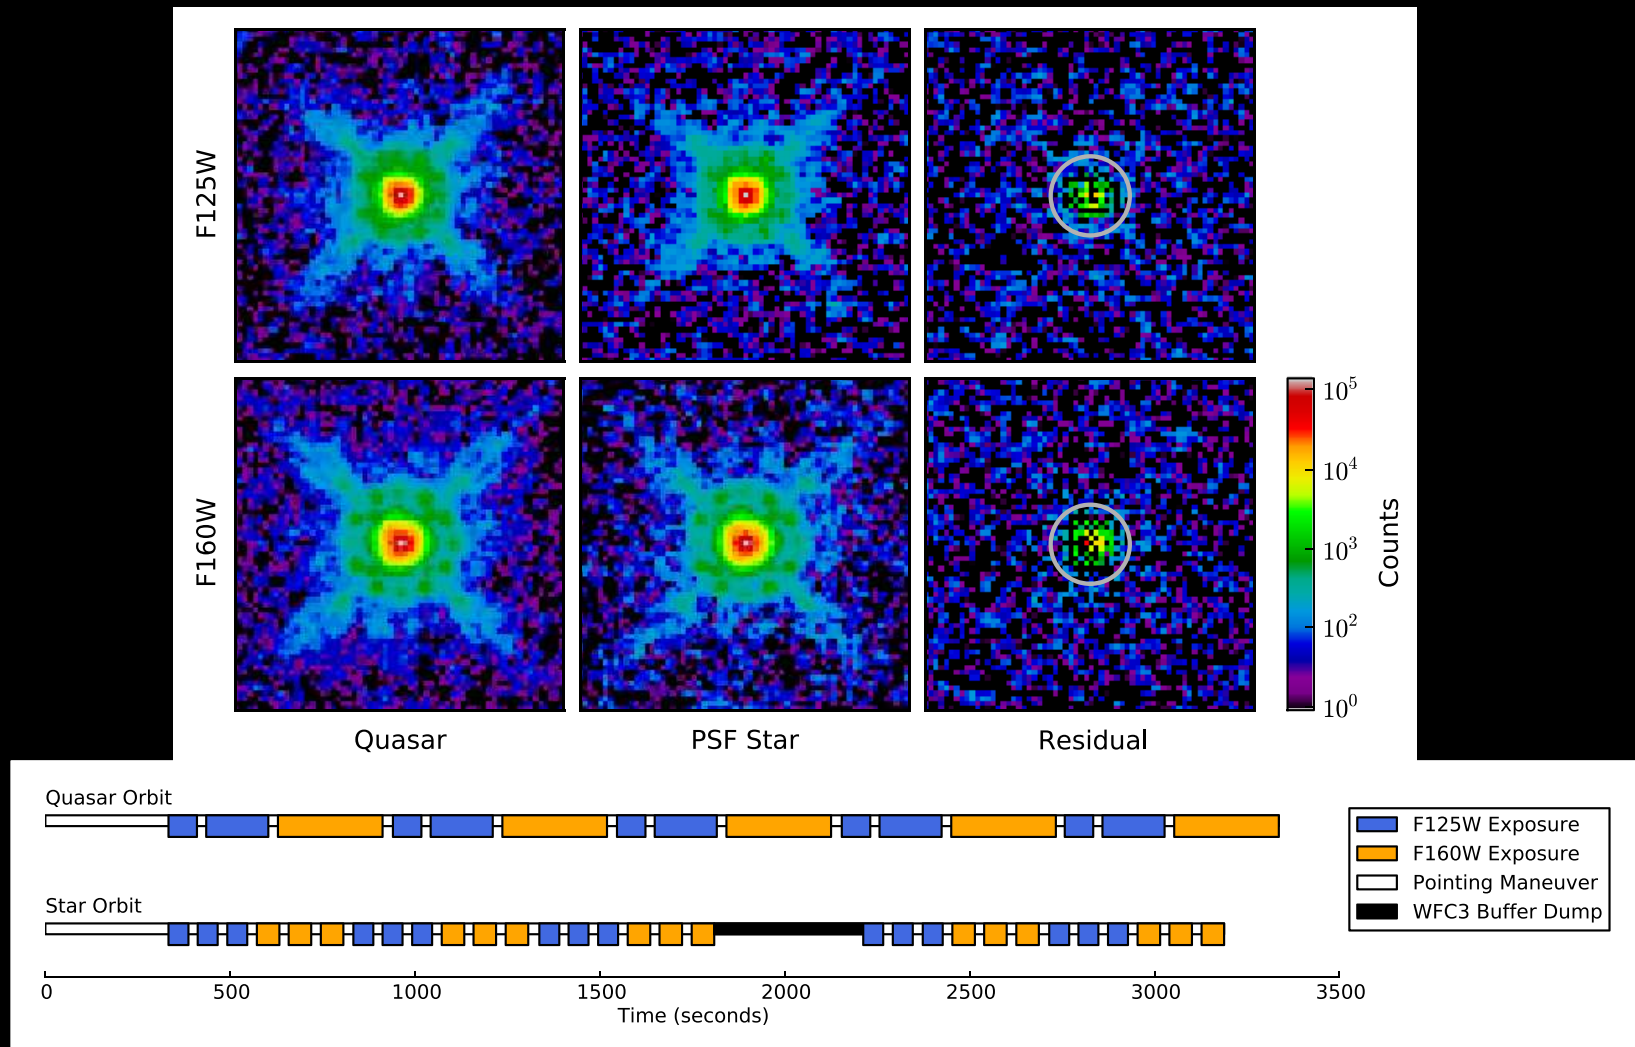 F125W
F160W
10^5
10^4
10^3
10^2
10^0
Counts
Quasar
PSF Star
Residual
Quasar Orbit
Star Orbit
F125W Exposure
F160W Exposure
Pointing Maneuver
WFC3 Buffer Dump
0 500 1000 1500 2000 2500 3000 3500
Time (seconds)